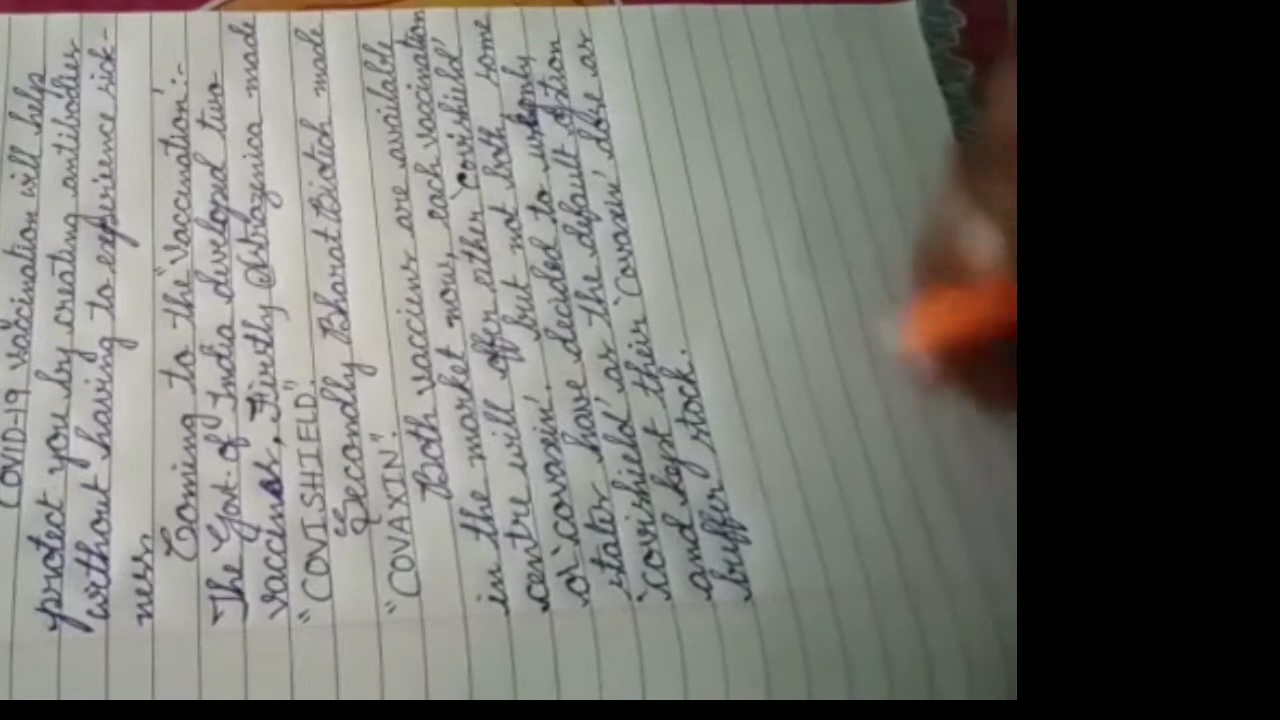 COVID-19 vaccination will help
protect you by creating antibodies
without having to experience sick-
ness
Coming to the "Vaccination":-
The Govt. of India developed two
vaccines, Firstly @Astrazenica made
"COVISHIELD."
Secondly Bharat Biotich made
"COVAXIN".
Both vacciens are available
in the market now, each vaccination
centre will offer either 'covishield'
or 'covaxin'. but not both some
states have decided to only
'covishield' as the default option
and kept their 'covaxin' dose as
buffer stock.